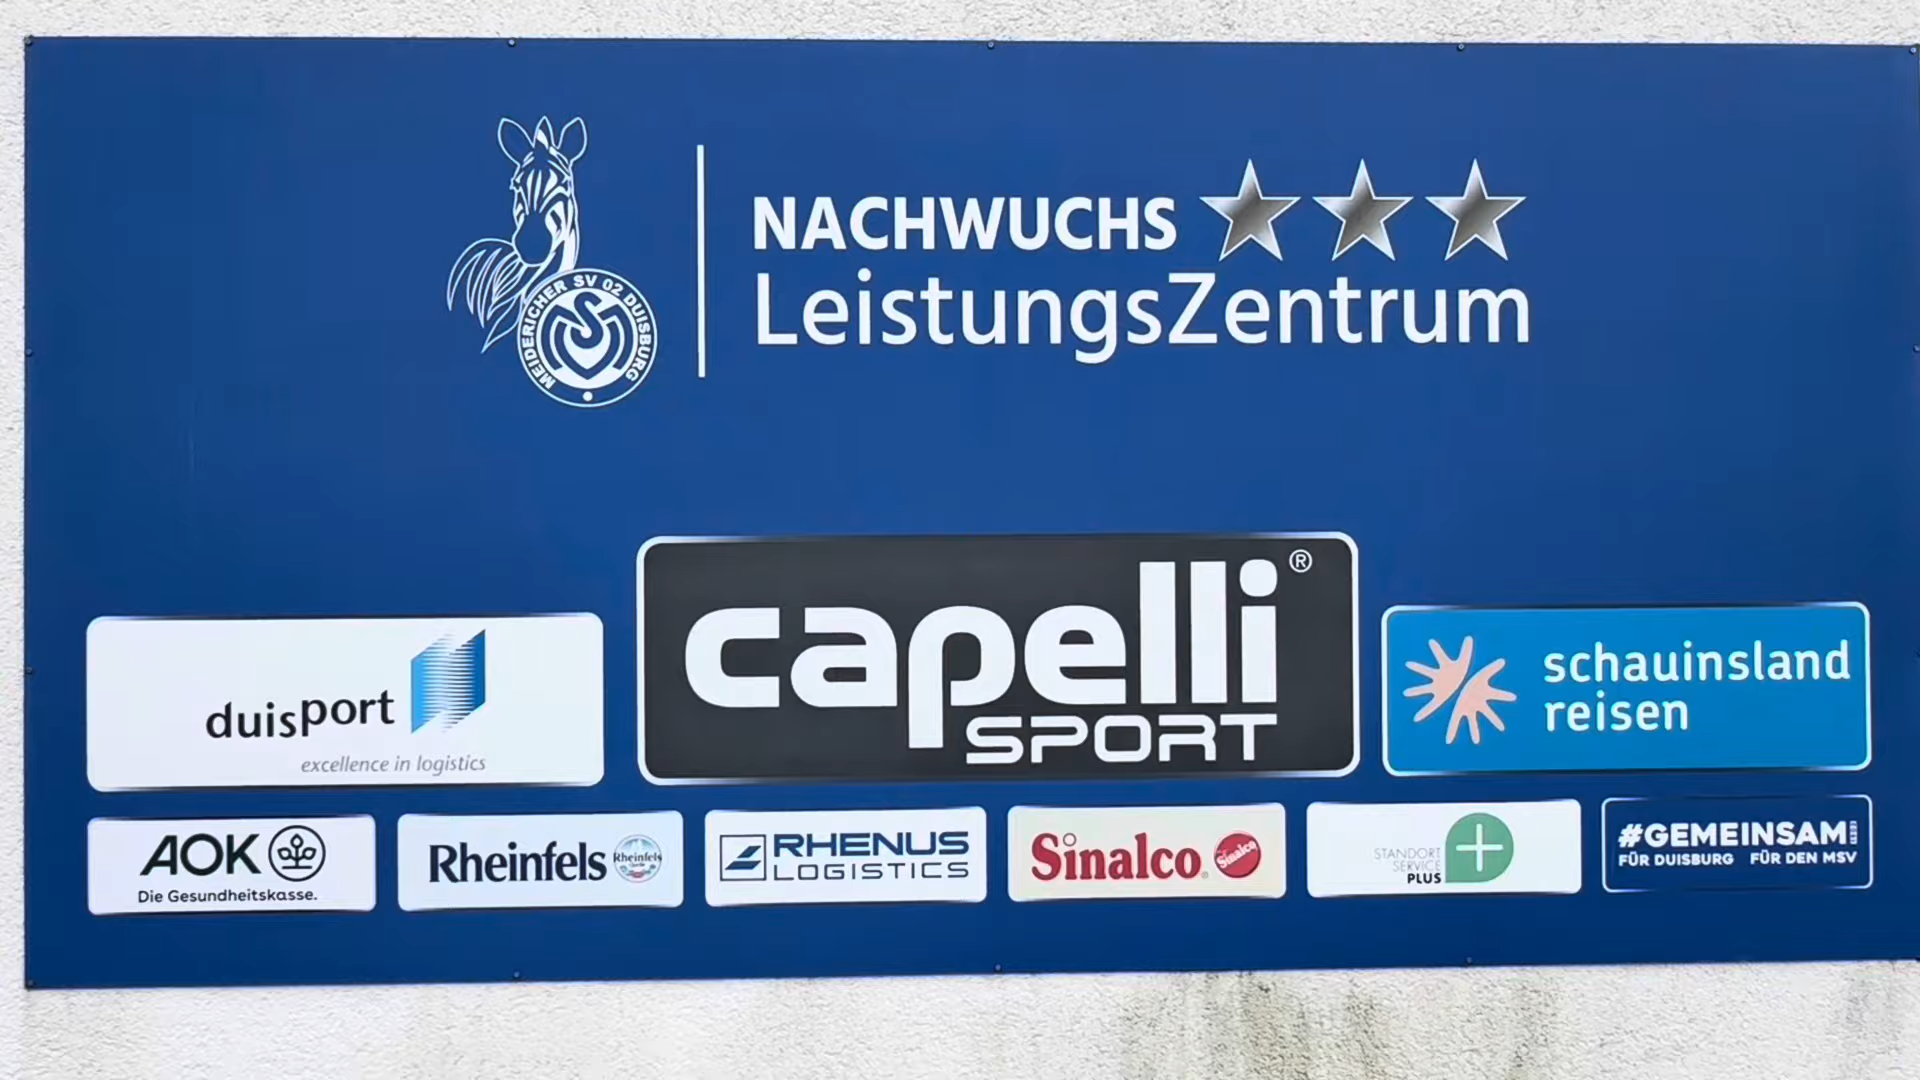 MEIDERICHER SV 02 DUISBURG
NACHWUCHS
LeistungsZentrum
duisport
excellence in logistics
capelli®
SPORT
schauinsland
reisen
AOK
Die Gesundheitskasse.
Rheinfels
Rheinfels
RHENUS
LOGISTICS
Sinalco®
Sinalco
STANDORT
SERVICE
PLUS
#GEMEINSAM
FÜR DUISBURG FÜR DEN MSV